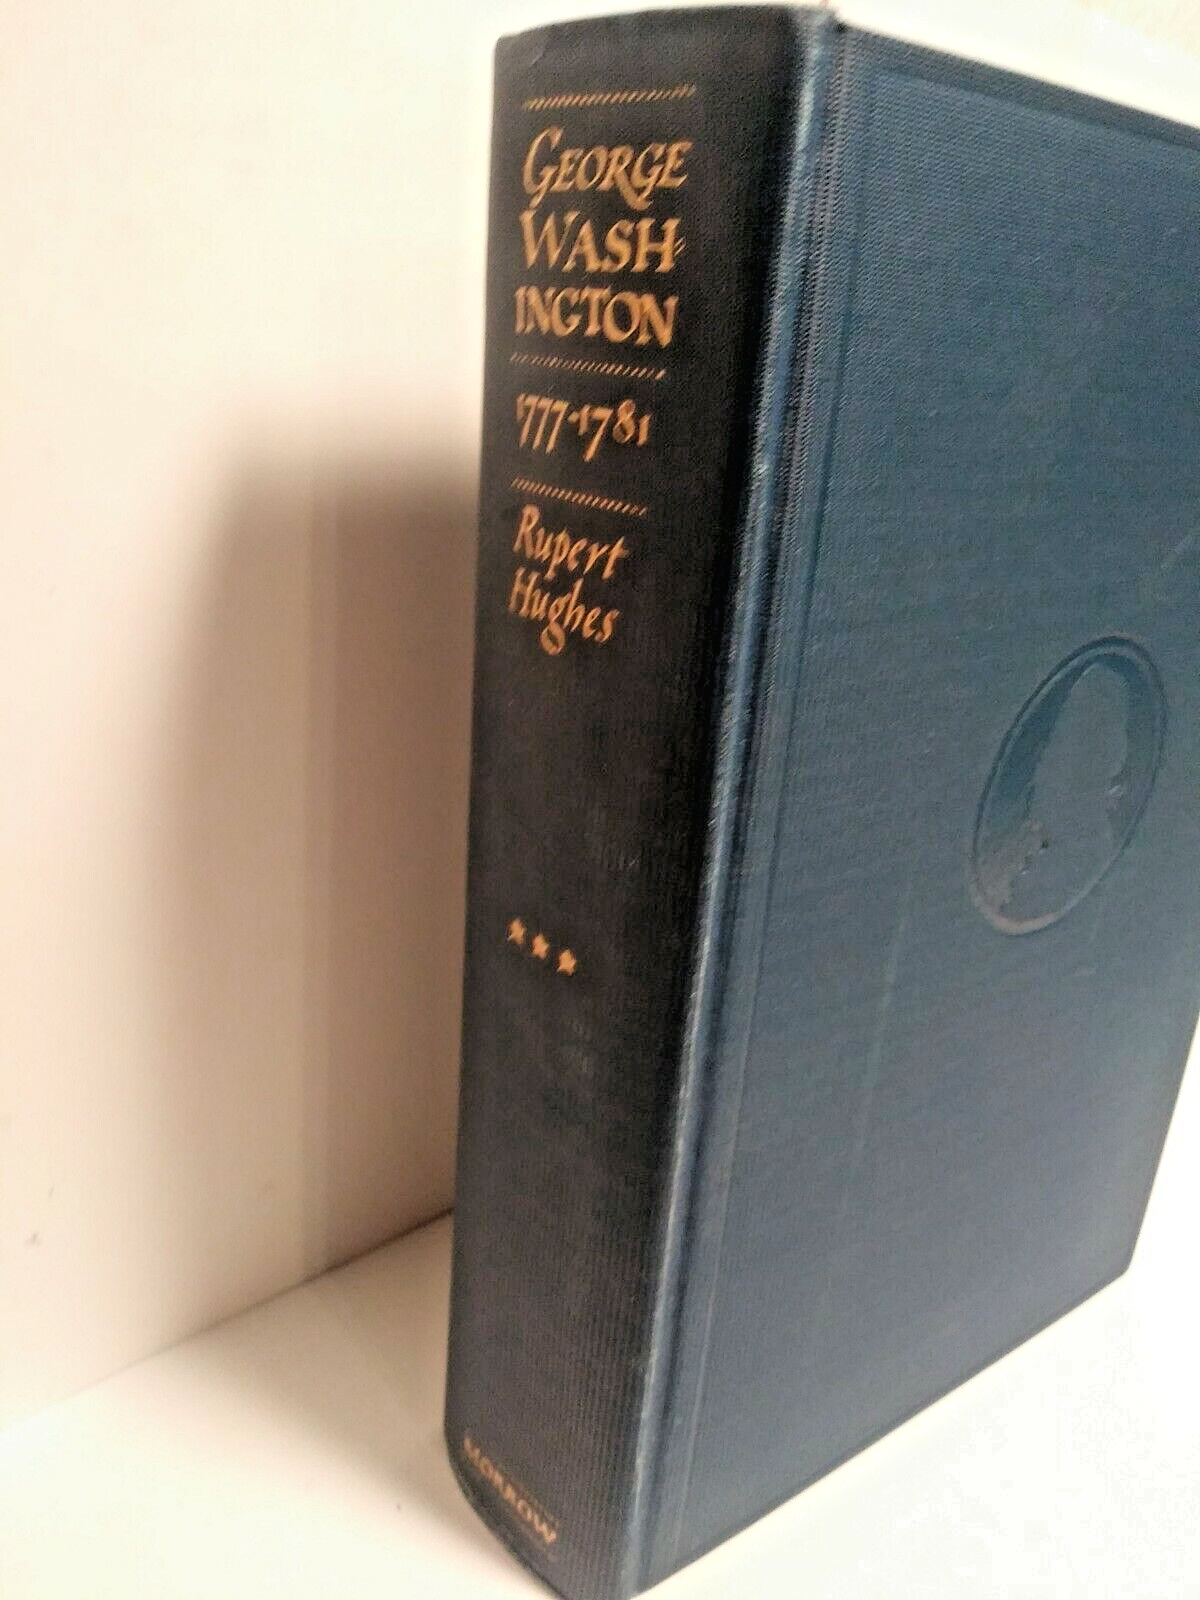 GEORGE
WASH-
INGTON
1777-1781
Rupert
Hughes
MORROW